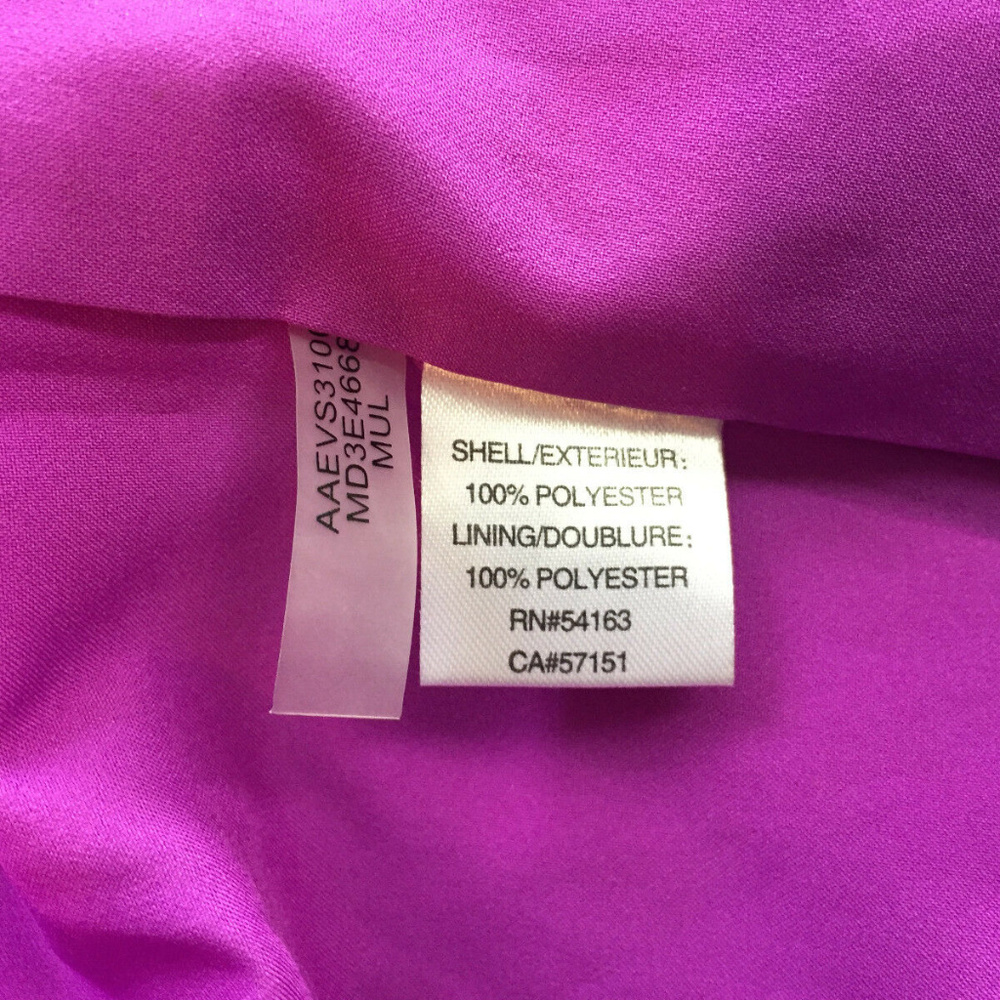 AAEVS310
MD3E4668
MUL
SHELL/EXTERIEUR:
100% POLYESTER
LINING/DOUBLURE:
100% POLYESTER
RN#54163
CA#57151